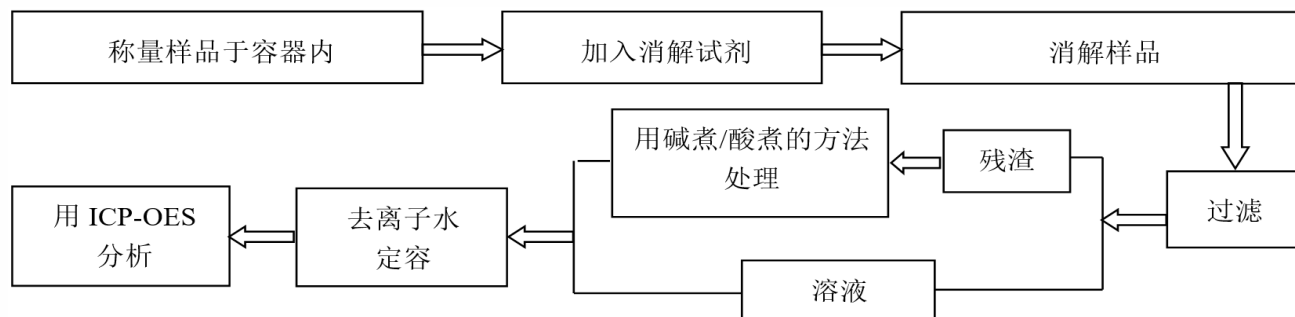 称量样品于容器内
加入消解试剂
消解样品
过滤
残渣
用碱煮/酸煮的方法
处理
溶液
去离子水
定容
用 ICP-OES
分析